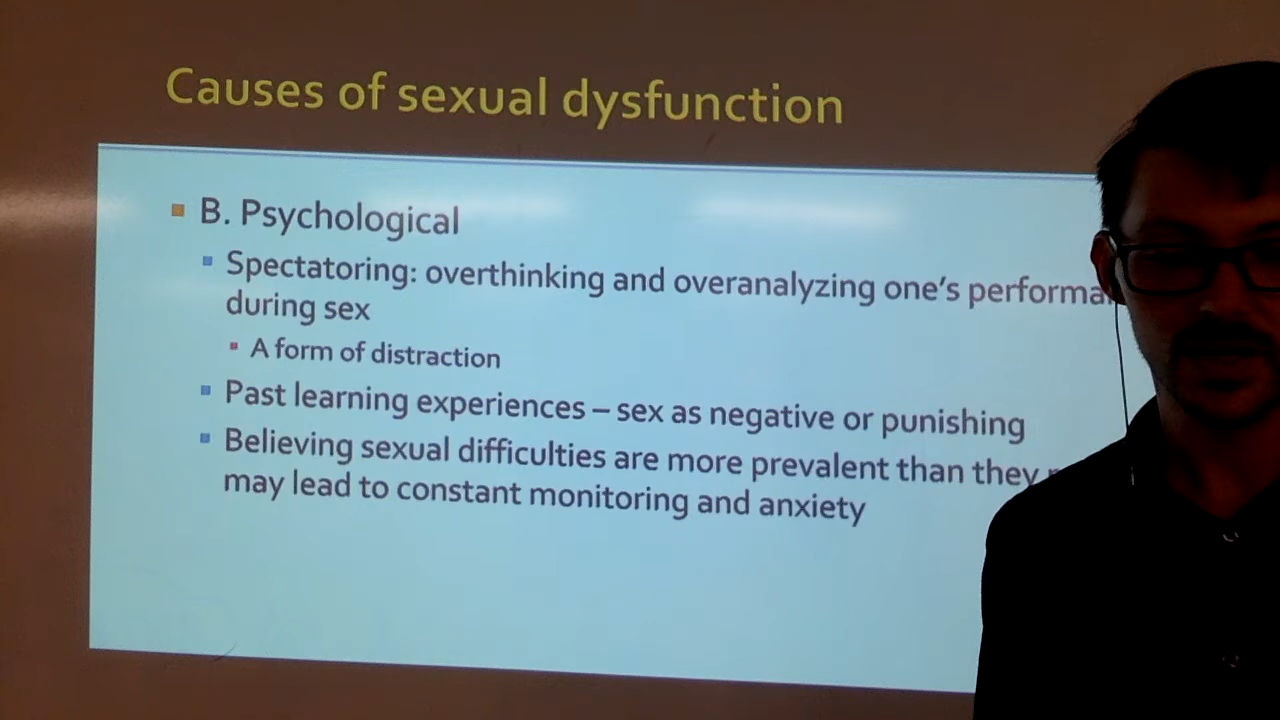 Causes of sexual dysfunction
B. Psychological
Spectatoring: overthinking and overanalyzing one's
during sex
A form of distraction
Past learning experiences – sex as negative or punishing
Believing sexual difficulties are more prevalent than they
may lead to constant monitoring and anxiety